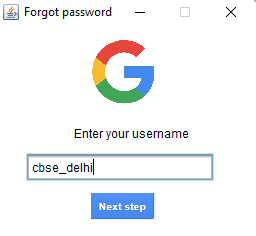 Forgot password
Enter your username
cbse_delhi
Next step